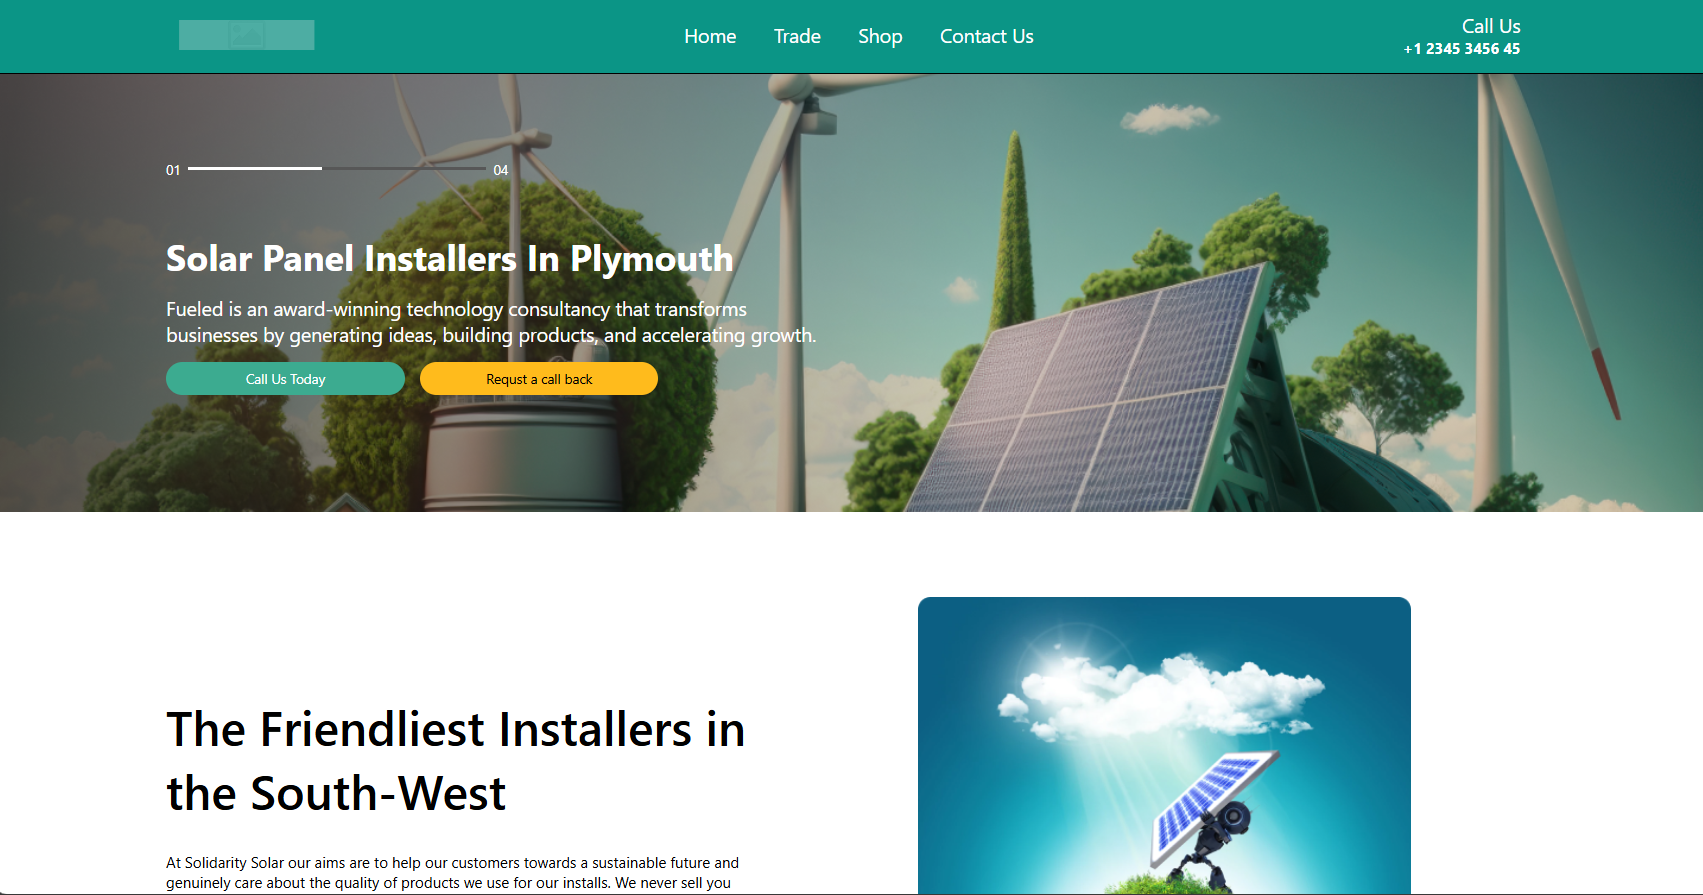 Home Trade Shop Contact Us
Call Us
+1 2345 3456 45
01 04
Solar Panel Installers In Plymouth
Fueled is an award-winning technology consultancy that transforms
businesses by generating ideas, building products, and accelerating growth.
Call Us Today Requst a call back
The Friendliest Installers in
the South-West
At Solidarity Solar our aims are to help our customers towards a sustainable future and
genuinely care about the quality of products we use for our installs. We never sell you